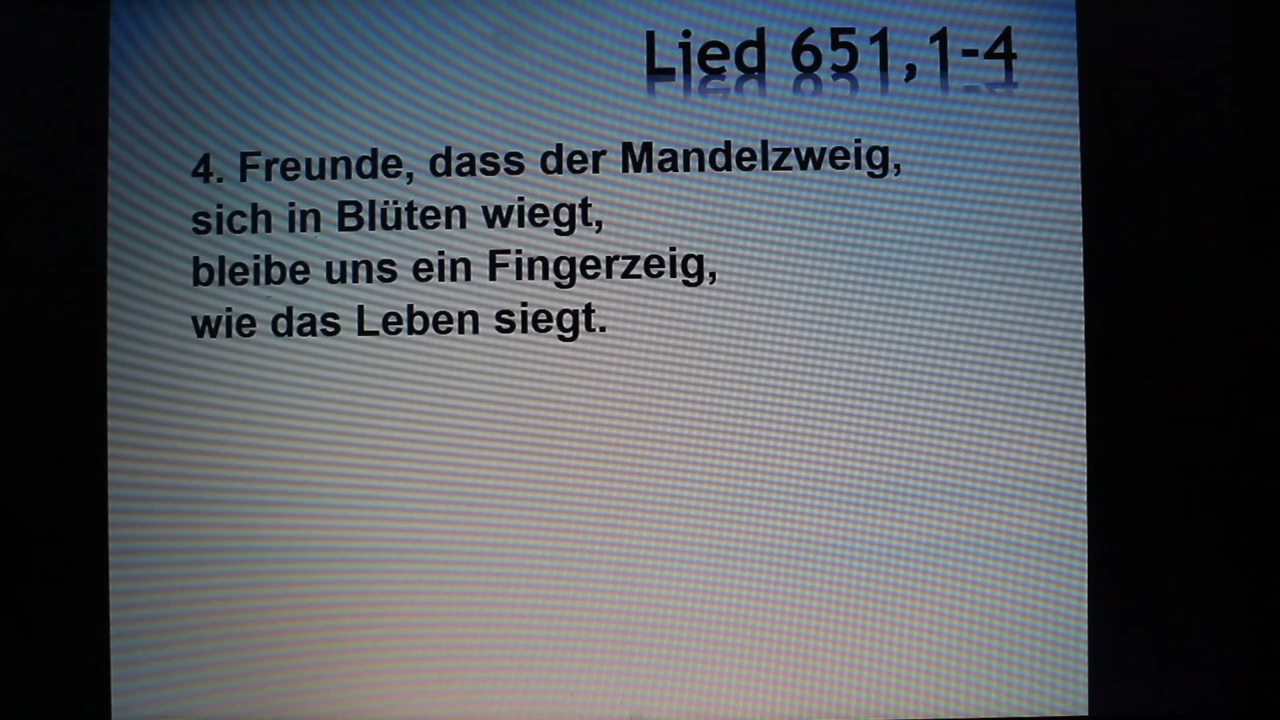 Lied 651,1-4
4. Freunde, dass der Mandelzweig,
sich in Blüten wiegt,
bleibe uns ein Fingerzeig,
wie das Leben siegt.